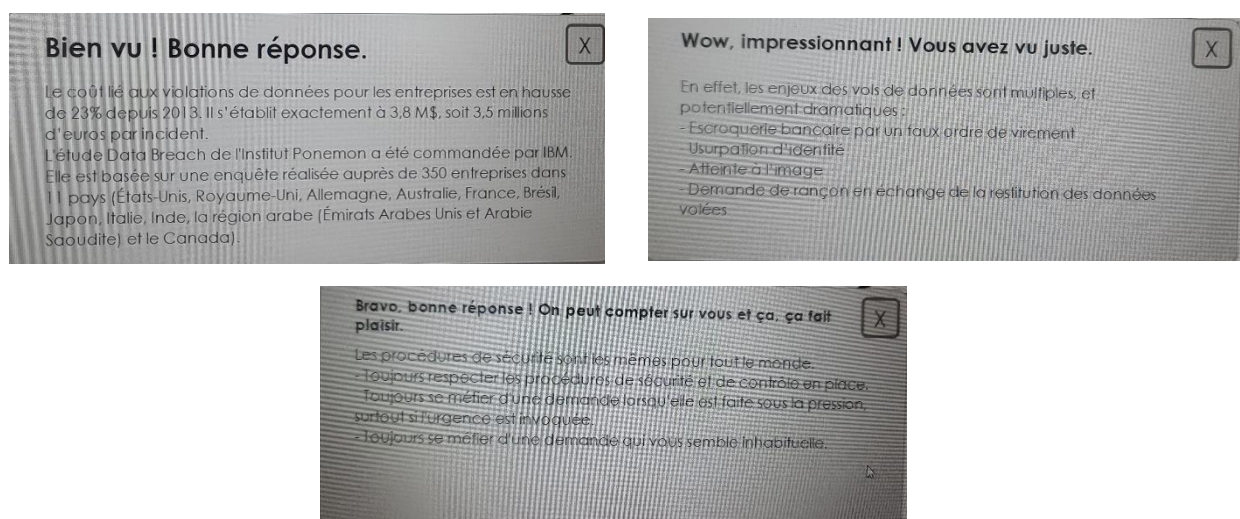 Bien vu ! Bonne réponse.
X
Le coût lié aux violations de données pour les entreprises est en hausse
de 23% depuis 2013. Il s'établit exactement à 3,8 M$, soit 3,5 millions
d'euros par incident.
L'étude Data Breach de l'Institut Ponemon a été commandée par IBM.
Elle est basée sur une enquête réalisée auprès de 350 entreprises dans
11 pays (États-Unis, Royaume-Uni, Allemagne, Australie, France, Brésil,
Japon, Italie, Inde, la région arabe (Émirats Arabes Unis et Arabie
Saoudite) et le Canada).
Wow, impressionnant ! Vous avez vu juste.
X
En effet, les enjeux des vols de données sont multiples, et
potentiellement dramatiques :
- Escroquerie bancaire par un faux ordre de virement
- Usurpation d'identité
- Atteinte à l'image
- Demande de rançon en échange de la restitution des données
volées
Bravo, bonne réponse ! On peut compter sur vous et ça, ça fait
plaisir.
X
Les procédures de sécurité sont les mêmes pour tout le monde.
- Toujours respecter les procédures de sécurité et de contrôle en place.
- Toujours se méfier d'une demande lorsqu'elle est faite sous la pression,
surtout si l'urgence est invoquée.
- Toujours se méfier d'une demande qui vous semble inhabituelle.